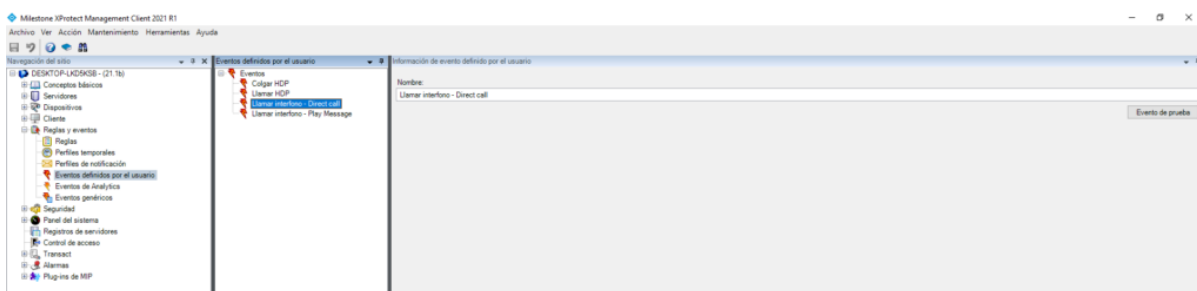 Milestone XProtect Management Client 2021 R1
Archivo Ver Acción Mantenimiento Herramientas Ayuda
Navegación del sitio
DESKTOP-LKD5KSB - (21.1b)
Conceptos básicos
Servidores
Dispositivos
Cliente
Reglas y eventos
Reglas
Perfiles temporales
Perfiles de notificación
Eventos definidos por el usuario
Eventos de Analytics
Eventos genéricos
Seguridad
Panel del sistema
Registros de servidores
Control de acceso
Transact
Alarmas
Plug-ins de MIP
Eventos definidos por el usuario
Eventos
Colgar HDP
Llamar HDP
Llamar interfono - Direct call
Llamar interfono - Play Message
Información de evento definido por el usuario
Nombre:
Llamar interfono - Direct call
Evento de prueba